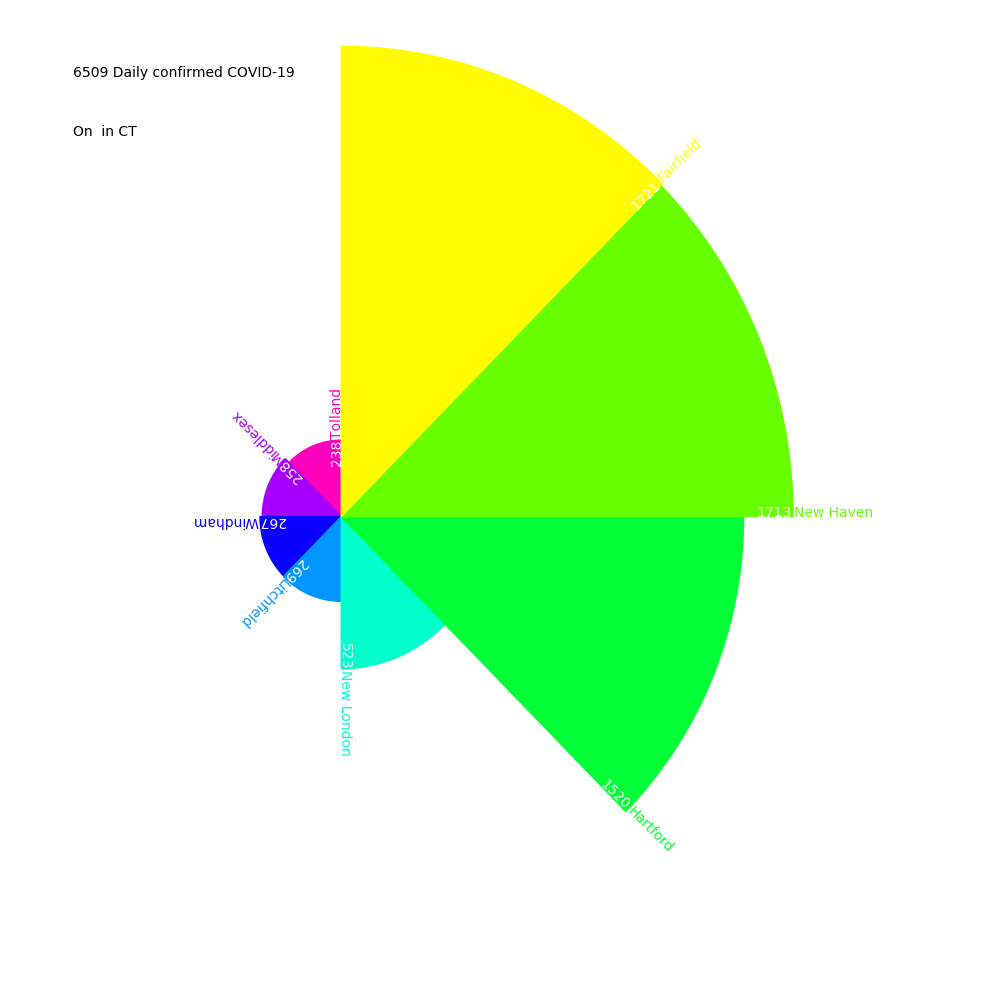 6509 Daily confirmed COVID-19
On  in CT
1721 Fairfield
1713 New Haven
1520 Hartford
523 New London
269 Litchfield
267 Windham
258 Middlesex
238 Tolland